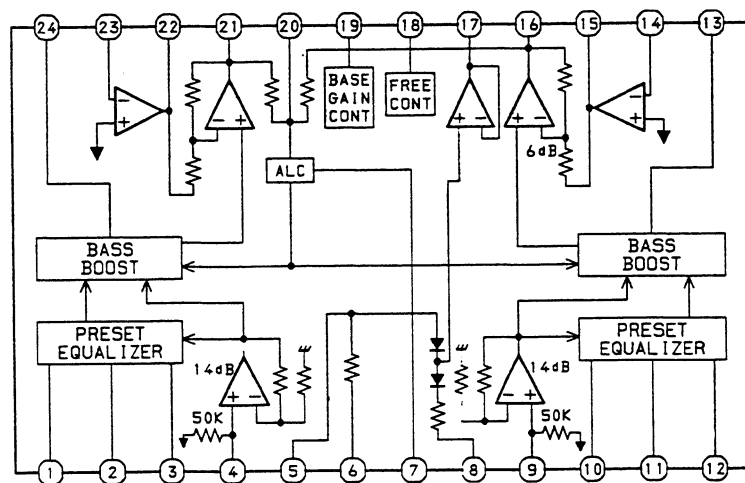 24 23 22 21 20 19 18 17 16 15 14 13
BASE
GAIN
CONT
FREE
CONT
- +
+ -
+ -
+ -
- +
6dB
ALC
BASS
BOOST
BASS
BOOST
PRESET
EQUALIZER
PRESET
EQUALIZER
14dB
14dB
+ -
- +
50K
50K
1 2 3 4 5 6 7 8 9 10 11 12